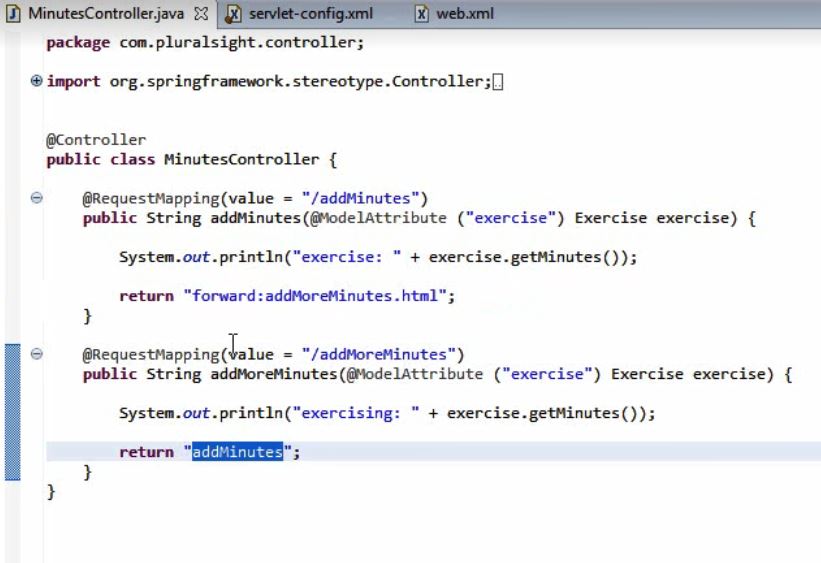 MinutesController.java servlet-config.xml web.xml
package com.pluralsight.controller;
import org.springframework.stereotype.Controller;
@Controller
public class MinutesController {
@RequestMapping(value = "/addMinutes")
public String addMinutes(@ModelAttribute ("exercise") Exercise exercise) {
System.out.println("exercise: " + exercise.getMinutes());
return "forward:addMoreMinutes.html";
}
@RequestMapping(value = "/addMoreMinutes")
public String addMoreMinutes(@ModelAttribute ("exercise") Exercise exercise) {
System.out.println("exercising: " + exercise.getMinutes());
return "addMinutes";
}
}